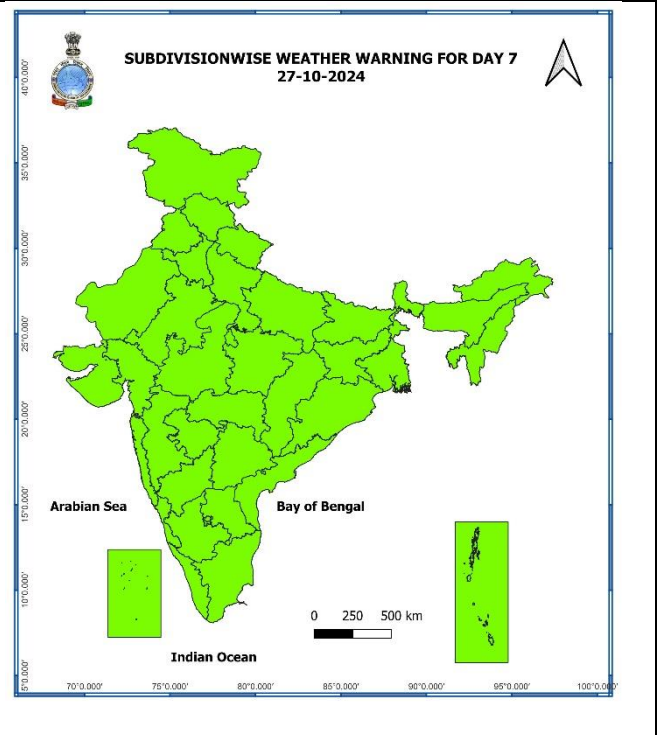 SUBDIVISIONWISE WEATHER WARNING FOR DAY 7
27-10-2024
40°0.000'
35°0.000'
30°0.000'
25°0.000'
20°0.000'
15°0.000'
10°0.000'
5°0.000'
Arabian Sea
Bay of Bengal
0 250 500 km
Indian Ocean
70°0.000' 75°0.000' 80°0.000' 85°0.000' 90°0.000' 95°0.000' 100°0.000'